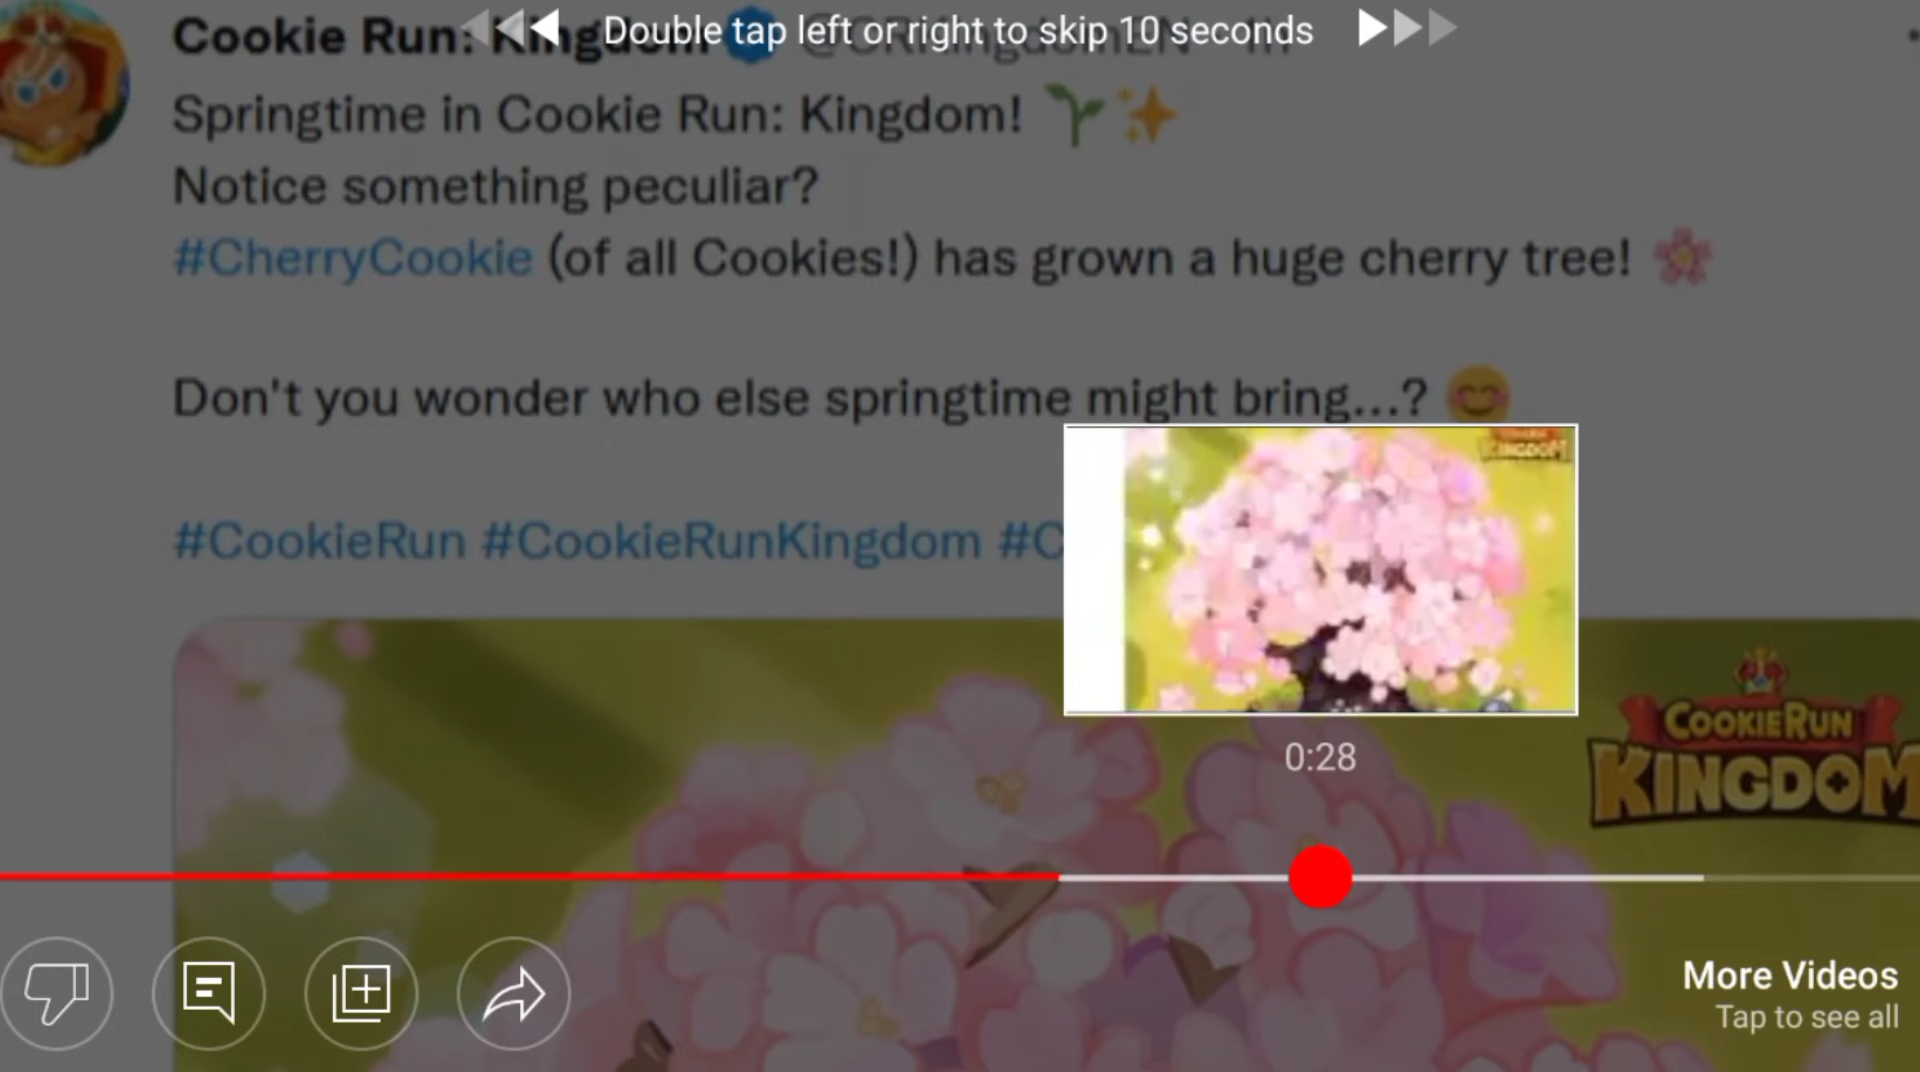 Double tap left or right to skip 10 seconds
Cookie Run: Kingdom
Springtime in Cookie Run: Kingdom!
Notice something peculiar?
#CherryCookie (of all Cookies!) has grown a huge cherry tree!
Don't you wonder who else springtime might bring...?
#CookieRun #CookieRunKingdom #C
KINGDOM
0:28
COOKIERUN
KINGDOM
More Videos
Tap to see all